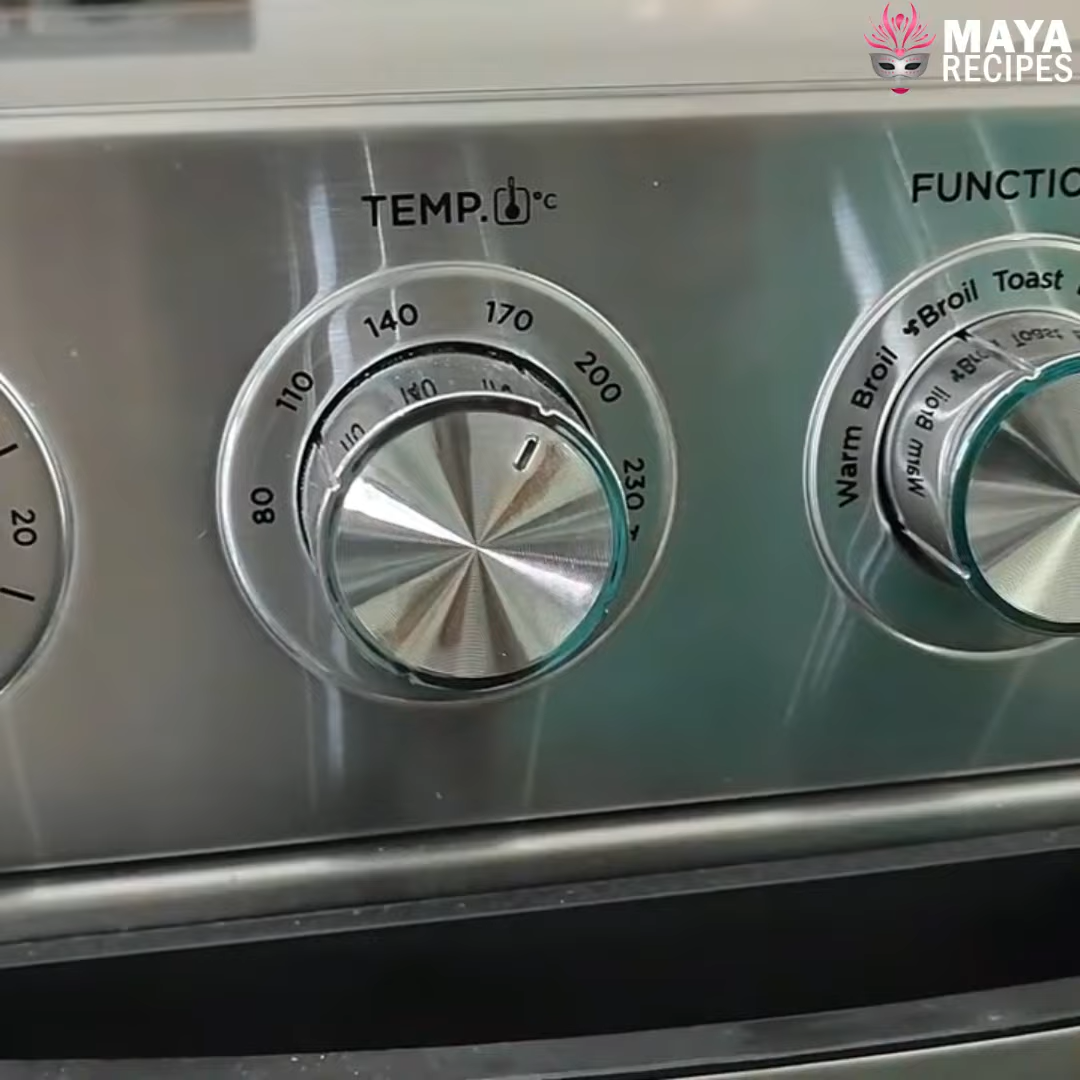 MAYA
RECIPES
TEMP. °C
FUNCTIO
80
110
140
170
200
230
Warm
Broil
Broil
Toast
20